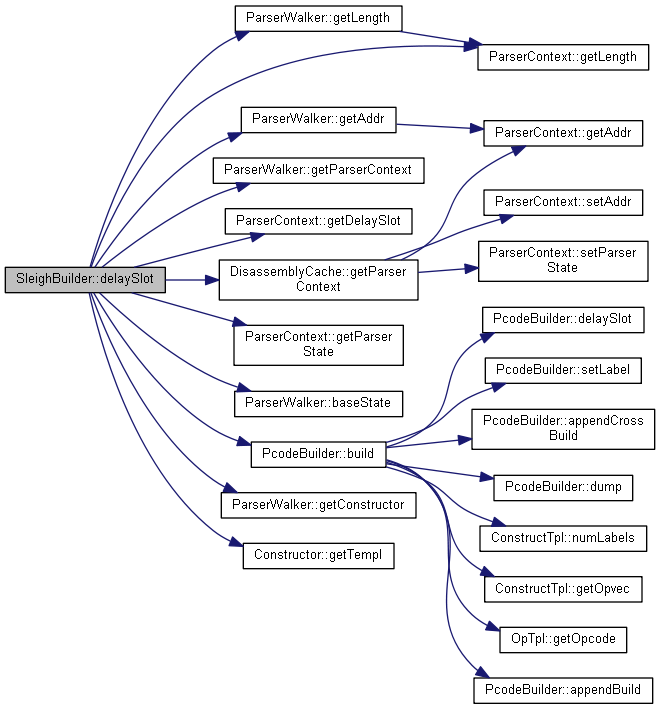 ParserWalker::getLength
ParserContext::getLength
ParserWalker::getAddr
ParserContext::getAddr
ParserWalker::getParserContext
ParserContext::setAddr
ParserContext::getDelaySlot
ParserContext::setParser
State
SleighBuilder::delaySlot
DisassemblyCache::getParser
Context
PcodeBuilder::delaySlot
ParserContext::getParser
State
PcodeBuilder::setLabel
ParserWalker::baseState
PcodeBuilder::appendCross
Build
PcodeBuilder::build
PcodeBuilder::dump
ParserWalker::getConstructor
ConstructTpl::numLabels
Constructor::getTempl
ConstructTpl::getOpvec
OpTpl::getOpcode
PcodeBuilder::appendBuild